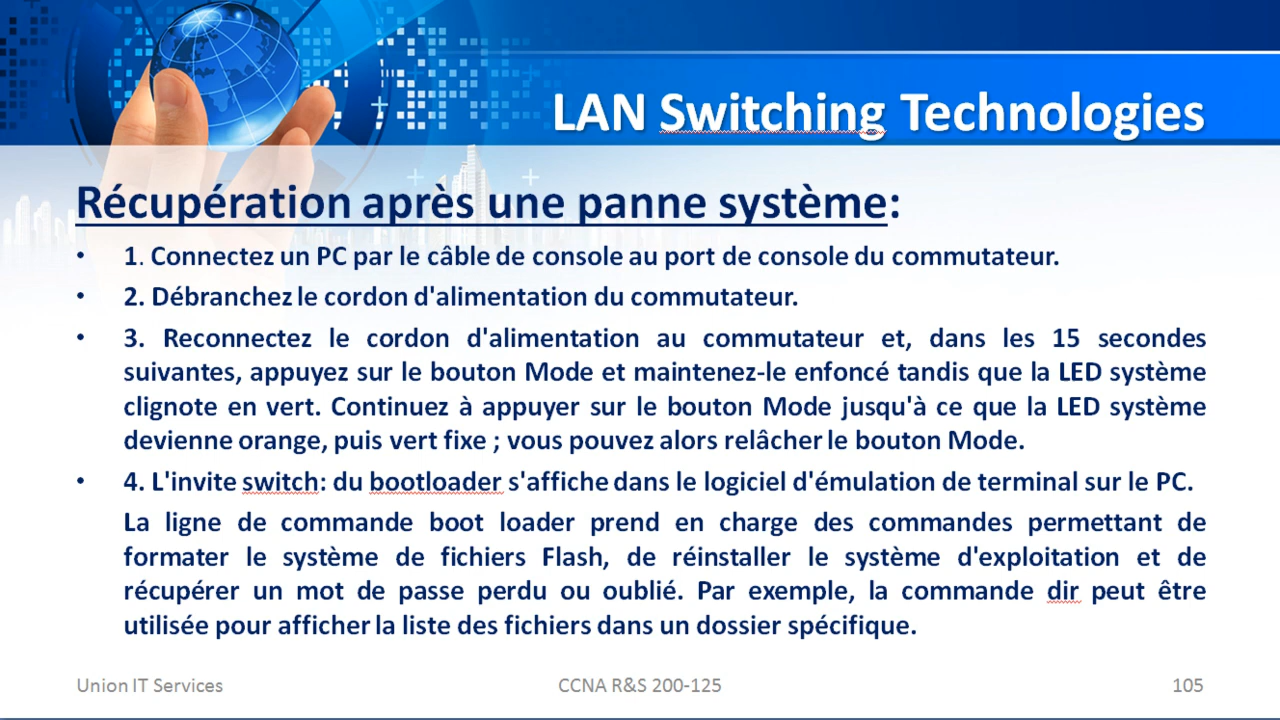 LAN Switching Technologies
Récupération après une panne système:
• 1. Connectez un PC par le câble de console au port de console du commutateur.
• 2. Débranchez le cordon d'alimentation du commutateur.
• 3. Reconnectez le cordon d'alimentation au commutateur et, dans les 15 secondes
suivantes, appuyez sur le bouton Mode et maintenez-le enfoncé tandis que la LED système
clignote en vert. Continuez à appuyer sur le bouton Mode jusqu'à ce que la LED système
devienne orange, puis vert fixe ; vous pouvez alors relâcher le bouton Mode.
• 4. L'invite switch: du bootloader s'affiche dans le logiciel d'émulation de terminal sur le PC.
La ligne de commande boot loader prend en charge des commandes permettant de
formater le système de fichiers Flash, de réinstaller le système d'exploitation et de
récupérer un mot de passe perdu ou oublié. Par exemple, la commande dir peut être
utilisée pour afficher la liste des fichiers dans un dossier spécifique.
Union IT Services
CCNA R&S 200-125
105